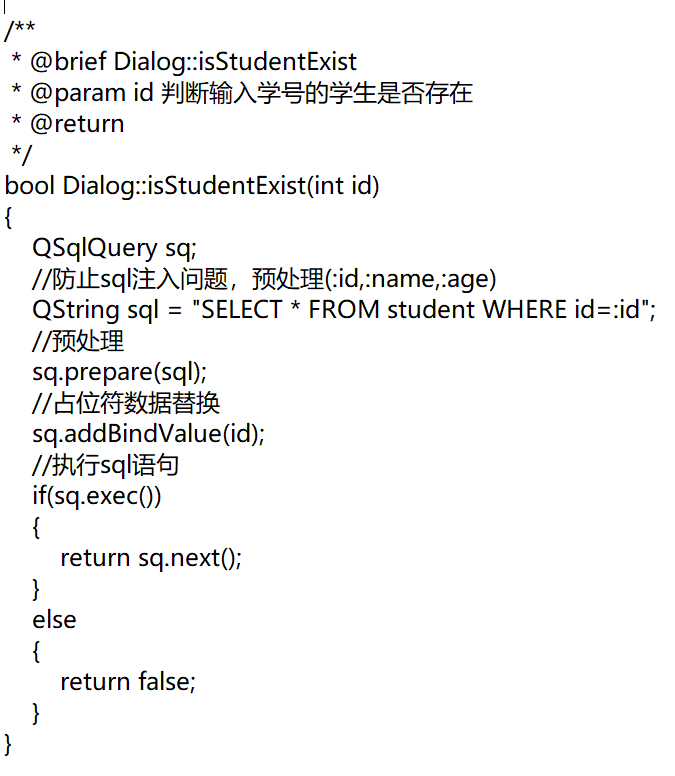 /**
 * @brief Dialog::isStudentExist
 * @param id 判断输入学号的学生是否存在
 * @return
 */
bool Dialog::isStudentExist(int id)
{
    QSqlQuery sq;
    //防止sql注入问题，预处理(:id,:name,:age)
    QString sql = "SELECT * FROM student WHERE id=:id";
    //预处理
    sq.prepare(sql);
    //占位符数据替换
    sq.addBindValue(id);
    //执行sql语句
    if(sq.exec())
    {
        return sq.next();
    }
    else
    {
        return false;
    }
}